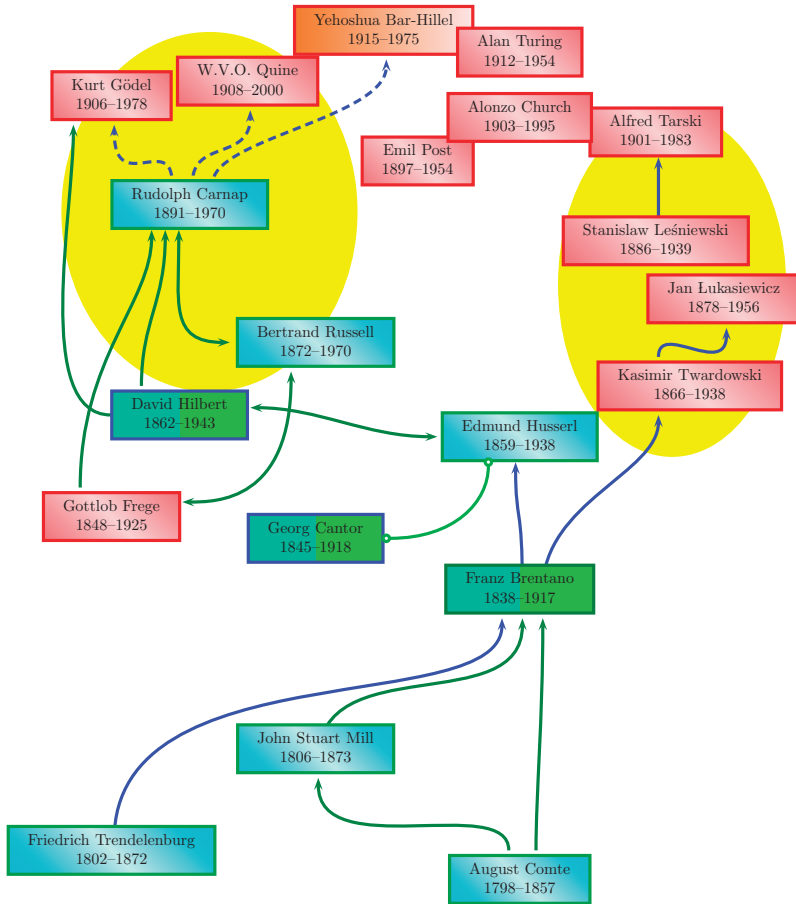 Yehoshua Bar-Hillel
1915–1975
Alan Turing
1912–1954
W.V.O. Quine
1908–2000
Kurt Gödel
1906–1978
Alonzo Church
1903–1995
Alfred Tarski
1901–1983
Emil Post
1897–1954
Rudolph Carnap
1891–1970
Stanislaw Leśniewski
1886–1939
Jan Łukasiewicz
1878–1956
Bertrand Russell
1872–1970
Kasimir Twardowski
1866–1938
David Hilbert
1862–1943
Edmund Husserl
1859–1938
Gottlob Frege
1848–1925
Georg Cantor
1845–1918
Franz Brentano
1838–1917
John Stuart Mill
1806–1873
Friedrich Trendelenburg
1802–1872
August Comte
1798–1857